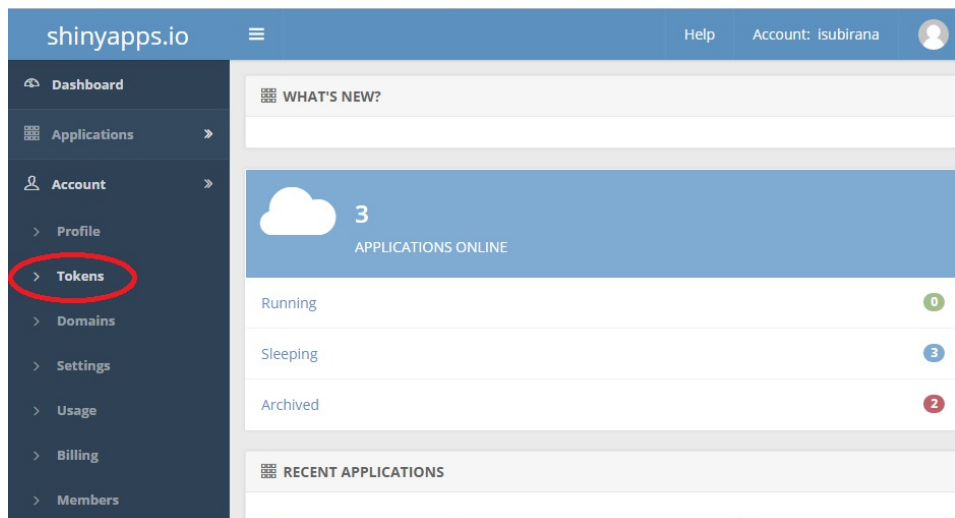 shinyapps.io
Help Account: isubirana
Dashboard
Applications
Account
Profile
Tokens
Domains
Settings
Usage
Billing
Members
WHAT'S NEW?
3
APPLICATIONS ONLINE
Running 0
Sleeping 3
Archived 2
RECENT APPLICATIONS